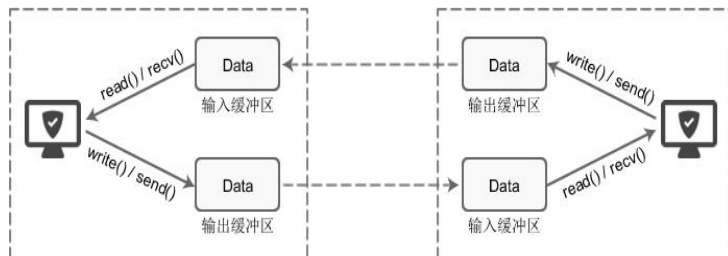 read() / recv()
Data
输入缓冲区
write() / send()
Data
输出缓冲区
Data
输出缓冲区
write() / send()
Data
输入缓冲区
read() / recv()